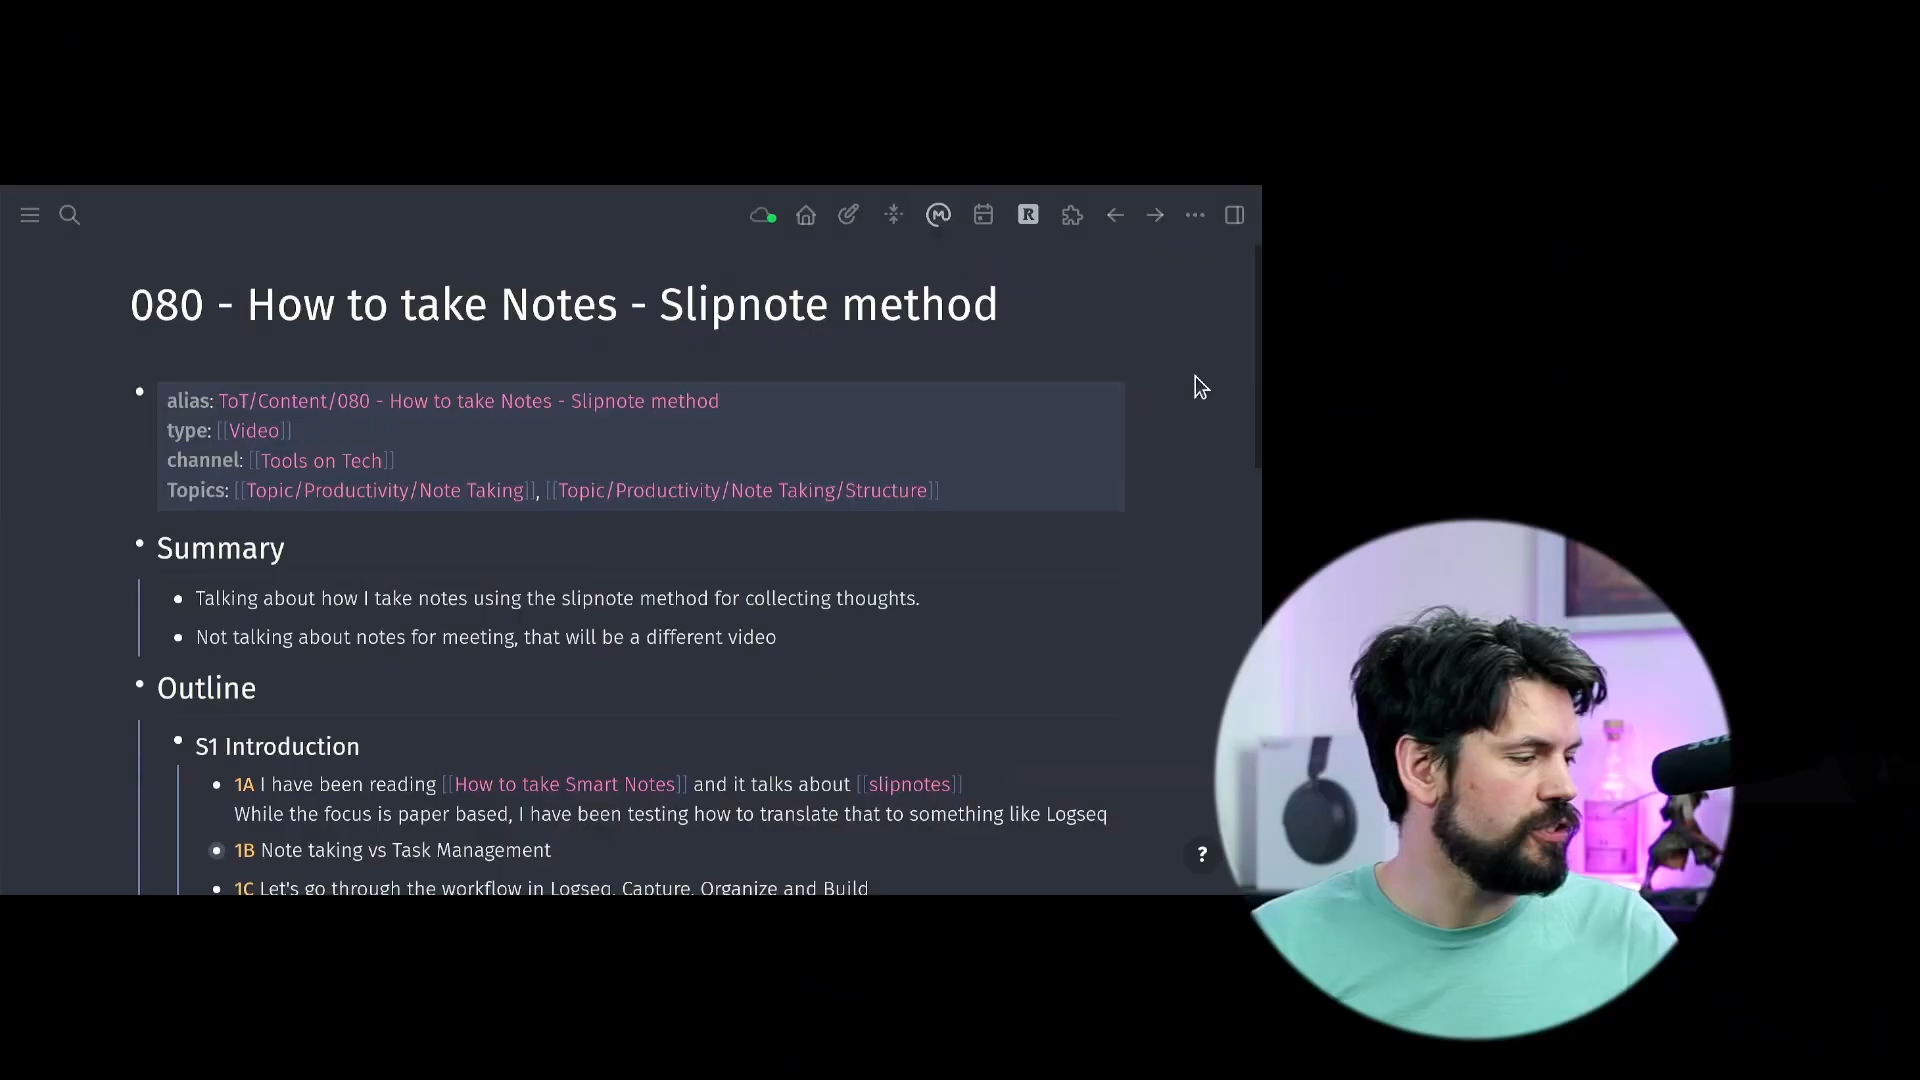 080 - How to take Notes - Slipnote method
alias: ToT/Content/080 - How to take Notes - Slipnote method
type: [[Video]]
channel: [[Tools on Tech]]
Topics: [[Topic/Productivity/Note Taking]], [[Topic/Productivity/Note Taking/Structure]]
Summary
Talking about how I take notes using the slipnote method for collecting thoughts.
Not talking about notes for meeting, that will be a different video
Outline
S1 Introduction
1A I have been reading [[How to take Smart Notes]] and it talks about [[slipnotes]]
While the focus is paper based, I have been testing how to translate that to something like Logseq
1B Note taking vs Task Management
1C Let's go through the workflow in Logseq. Capture, Organize and Build
?